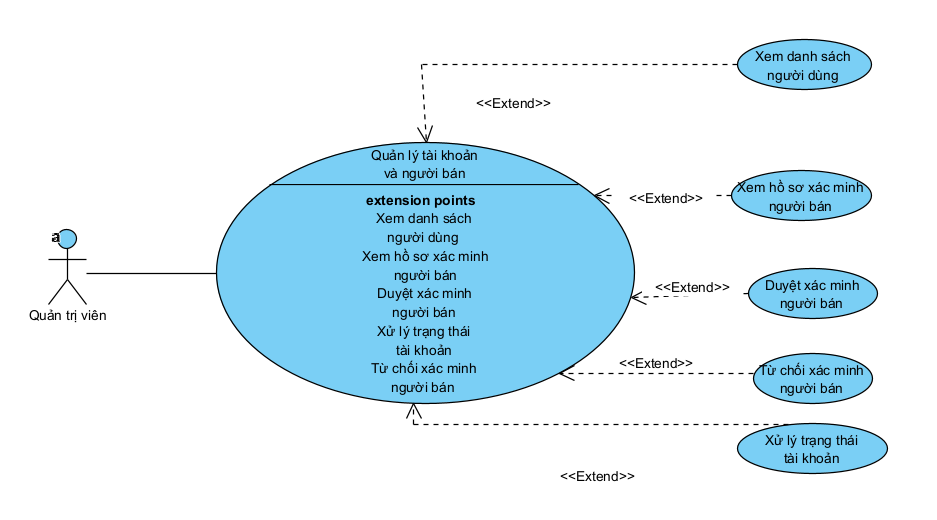 Xem danh sách
người dùng
<<Extend>>
Quản lý tài khoản
và người bán
extension points
Xem danh sách
người dùng
Xem hồ sơ xác minh
người bán
Duyệt xác minh
người bán
Xử lý trạng thái
tài khoản
Từ chối xác minh
người bán
<<Extend>>
Xem hồ sơ xác minh
người bán
a
Quản trị viên
<<Extend>>
Duyệt xác minh
người bán
<<Extend>>
Từ chối xác minh
người bán
Xử lý trạng thái
tài khoản
<<Extend>>